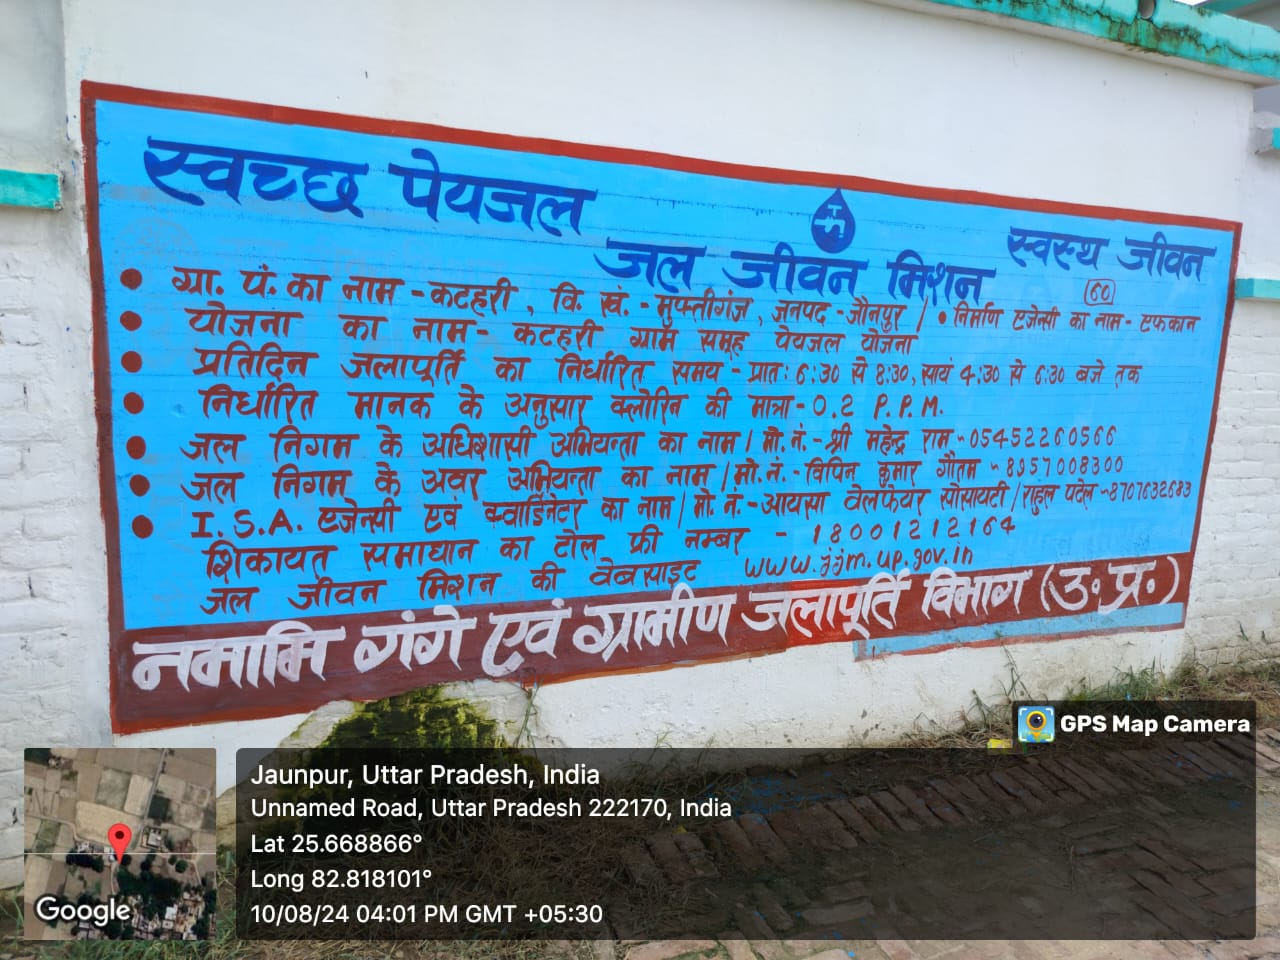 स्वच्छ पेयजल
स्वस्थ जीवन
जल जीवन मिशन
60
• ग्रा. पं. का नाम - कटहरी , वि. खं. - मुफ्तीगंज , जनपद - जौनपुर / • निर्माण एजेन्सी का नाम - एफकान
• योजना का नाम - कटहरी ग्राम समूह पेयजल योजना
• प्रतिदिन जलापूर्ति का निर्धारित समय - प्रात: 6:30 से 8:30, सायं 4:30 से 6:30 बजे तक
• निर्धारित मानक के अनुसार क्लोरिन की मात्रा - 0.2 P.P.M.
• जल निगम के अधिशासी अभियन्ता का नाम / मो. नं. - श्री महेन्द्र राम - 05452260566
• जल निगम के अवर अभियन्ता का नाम / मो. नं. - विपिन कुमार गौतम - 8957008300
• I.S.A. एजेन्सी एवं क्वार्डिनेटर का नाम / मो. नं. - आयसा वेलफेयर सोसायटी / राहुल पटेल - 8707632683
शिकायत समाधान का टोल फ्री नम्बर - 18001212164
जल जीवन मिशन की वेबसाइट www.jjm.up.gov.in
नमामि गंगे एवं ग्रामीण जलापूर्ति विभाग (उ. प्र.)
GPS Map Camera
Jaunpur, Uttar Pradesh, India
Unnamed Road, Uttar Pradesh 222170, India
Lat 25.668866°
Long 82.818101°
10/08/24 04:01 PM GMT +05:30
Google